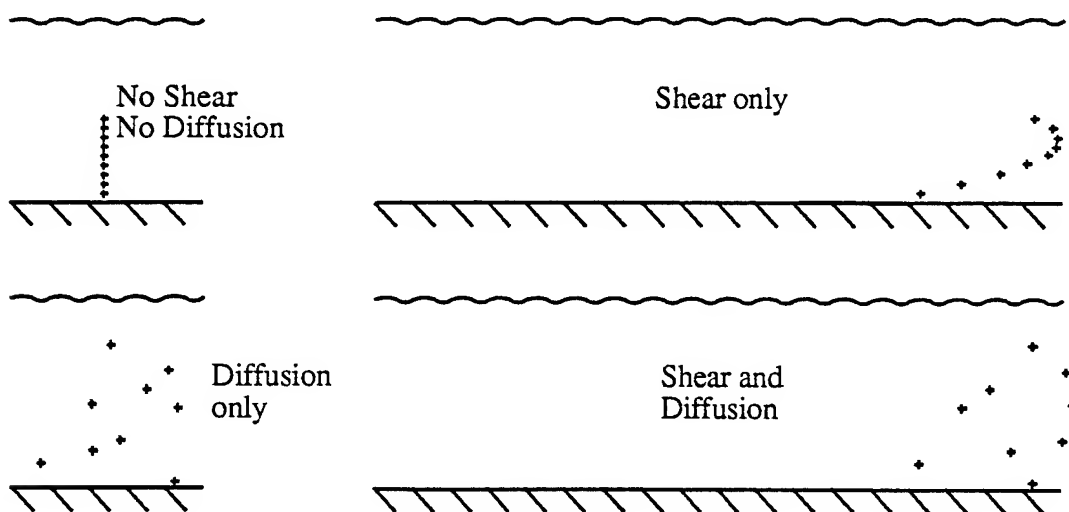 No Shear
No Diffusion
Shear only
Diffusion
only
Shear and
Diffusion